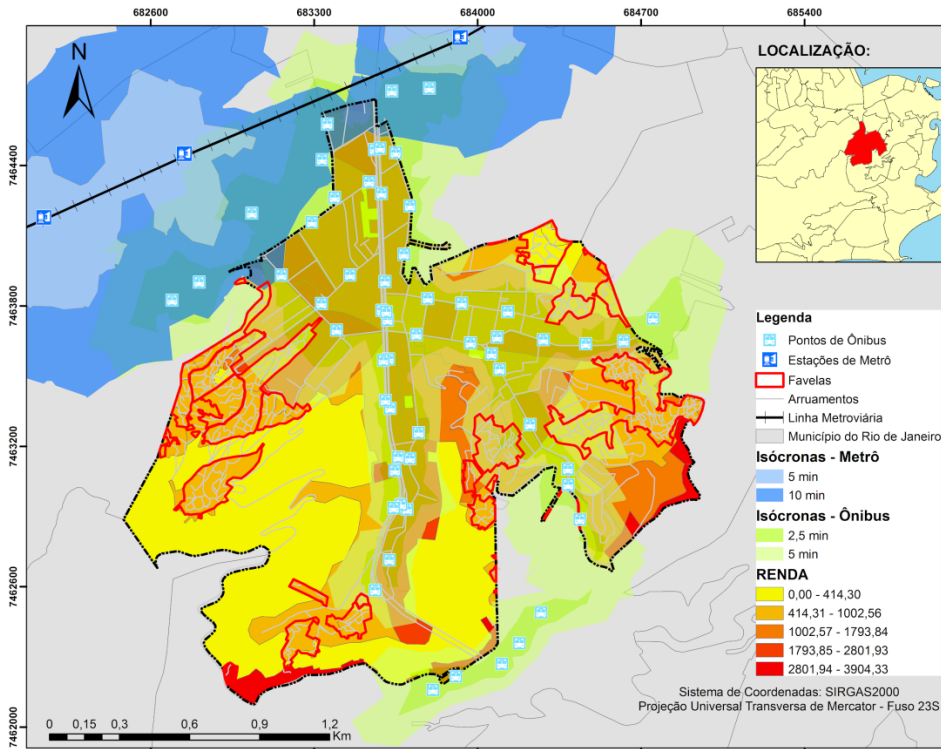 682600 683300 684000 684700 685400
7464400
7463800
7463200
7462600
7462000
N
LOCALIZAÇÃO:
Legenda
Pontos de Ônibus
Estações de Metrô
Favelas
Arruamentos
Linha Metroviária
Município do Rio de Janeiro
Isócronas - Metrô
5 min
10 min
Isócronas - Ônibus
2,5 min
5 min
RENDA
0,00 - 414,30
414,31 - 1002,56
1002,57 - 1793,84
1793,85 - 2801,93
2801,94 - 3904,33
Sistema de Coordenadas: SIRGAS2000
Projeção Universal Transversa de Mercator - Fuso 23S
0 0,15 0,3 0,6 0,9 1,2
Km